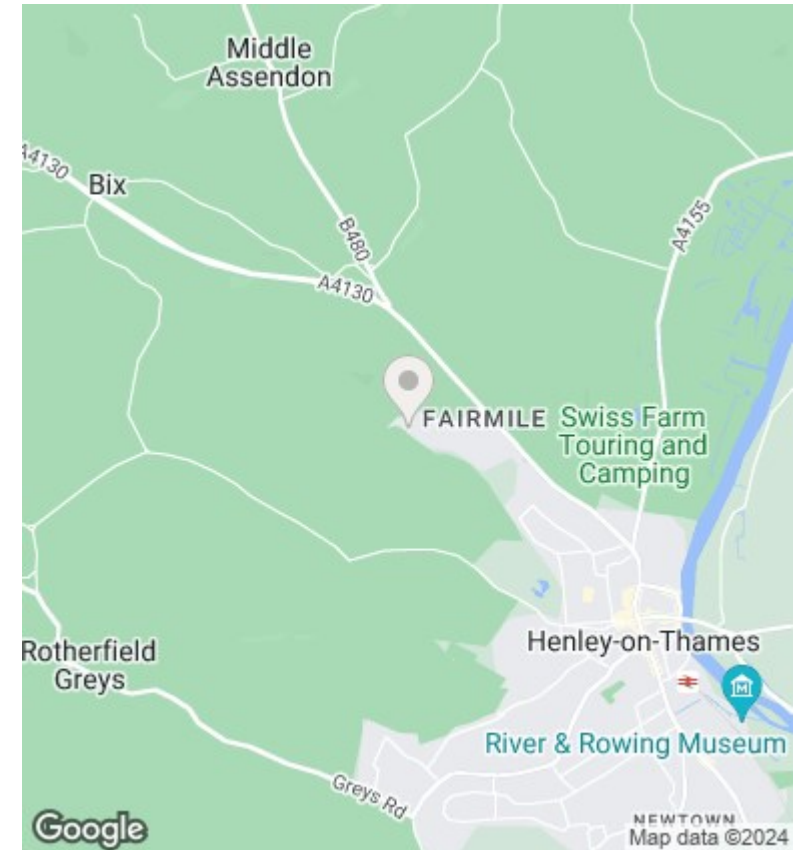 Middle
Assendon
A4130
Bix
B480
A4155
A4130
FAIRMILE
Swiss Farm
Touring and
Camping
Henley-on-Thames
Rotherfield
Greys
M
River & Rowing Museum
Greys Rd
NEWTOWN
Google
Map data ©2024